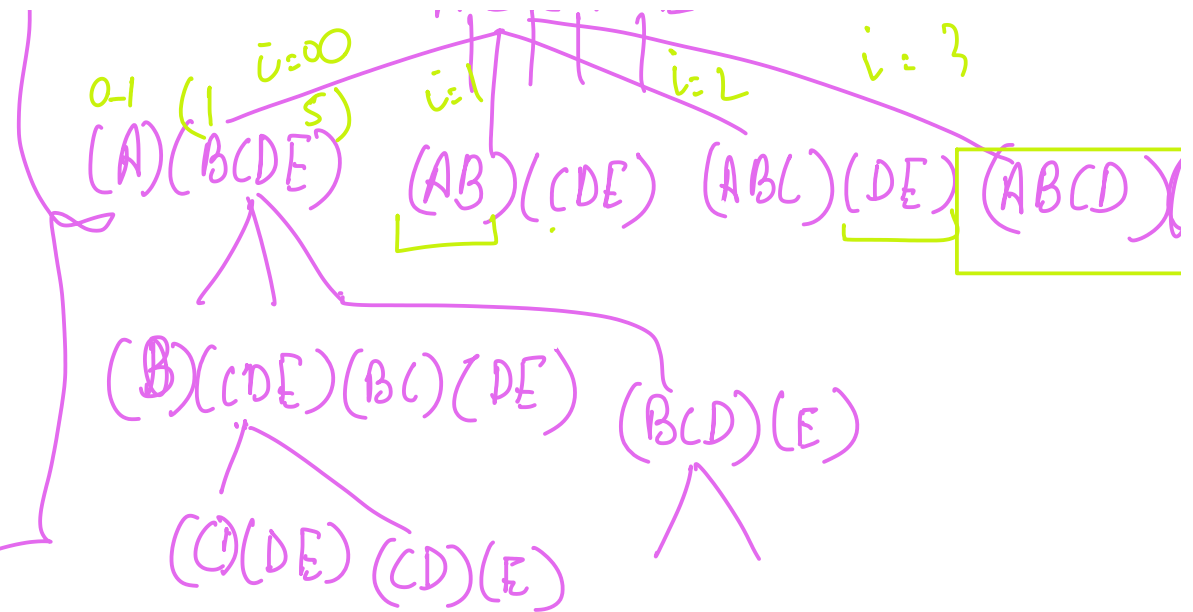 i=0 i=1 i=2 i=3
0-1 (1 5)
(A)(BCDE) (AB)(CDE) (ABC)(DE) (ABCD)(
(B)(CDE)(BC)(DE) (BCD)(E)
(C)(DE) (CD)(E)